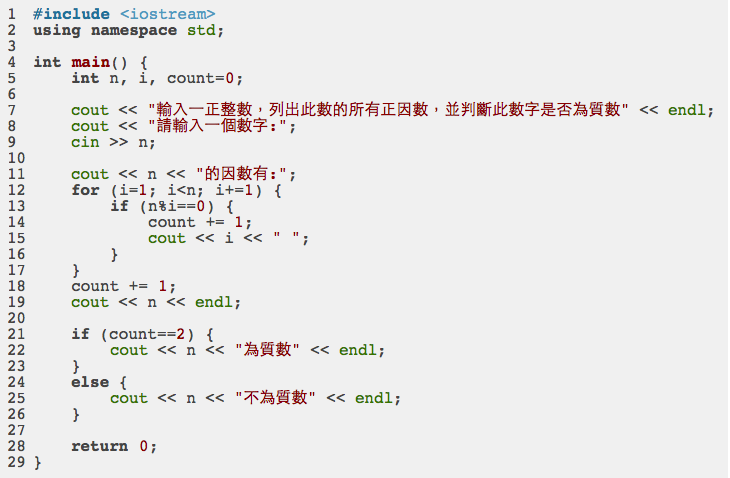 1 #include <iostream>
2 using namespace std;
3
4 int main() {
5     int n, i, count=0;
6
7     cout << "輸入一正整數，列出此數的所有正因數，並判斷此數字是否為質數" << endl;
8     cout << "請輸入一個數字:";
9     cin >> n;
10
11     cout << n << "的因數有:";
12     for (i=1; i<n; i+=1) {
13         if (n%i==0) {
14             count += 1;
15             cout << i << " ";
16         }
17     }
18     count += 1;
19     cout << n << endl;
20
21     if (count==2) {
22         cout << n << "為質數" << endl;
23     }
24     else {
25         cout << n << "不為質數" << endl;
26     }
27
28     return 0;
29 }